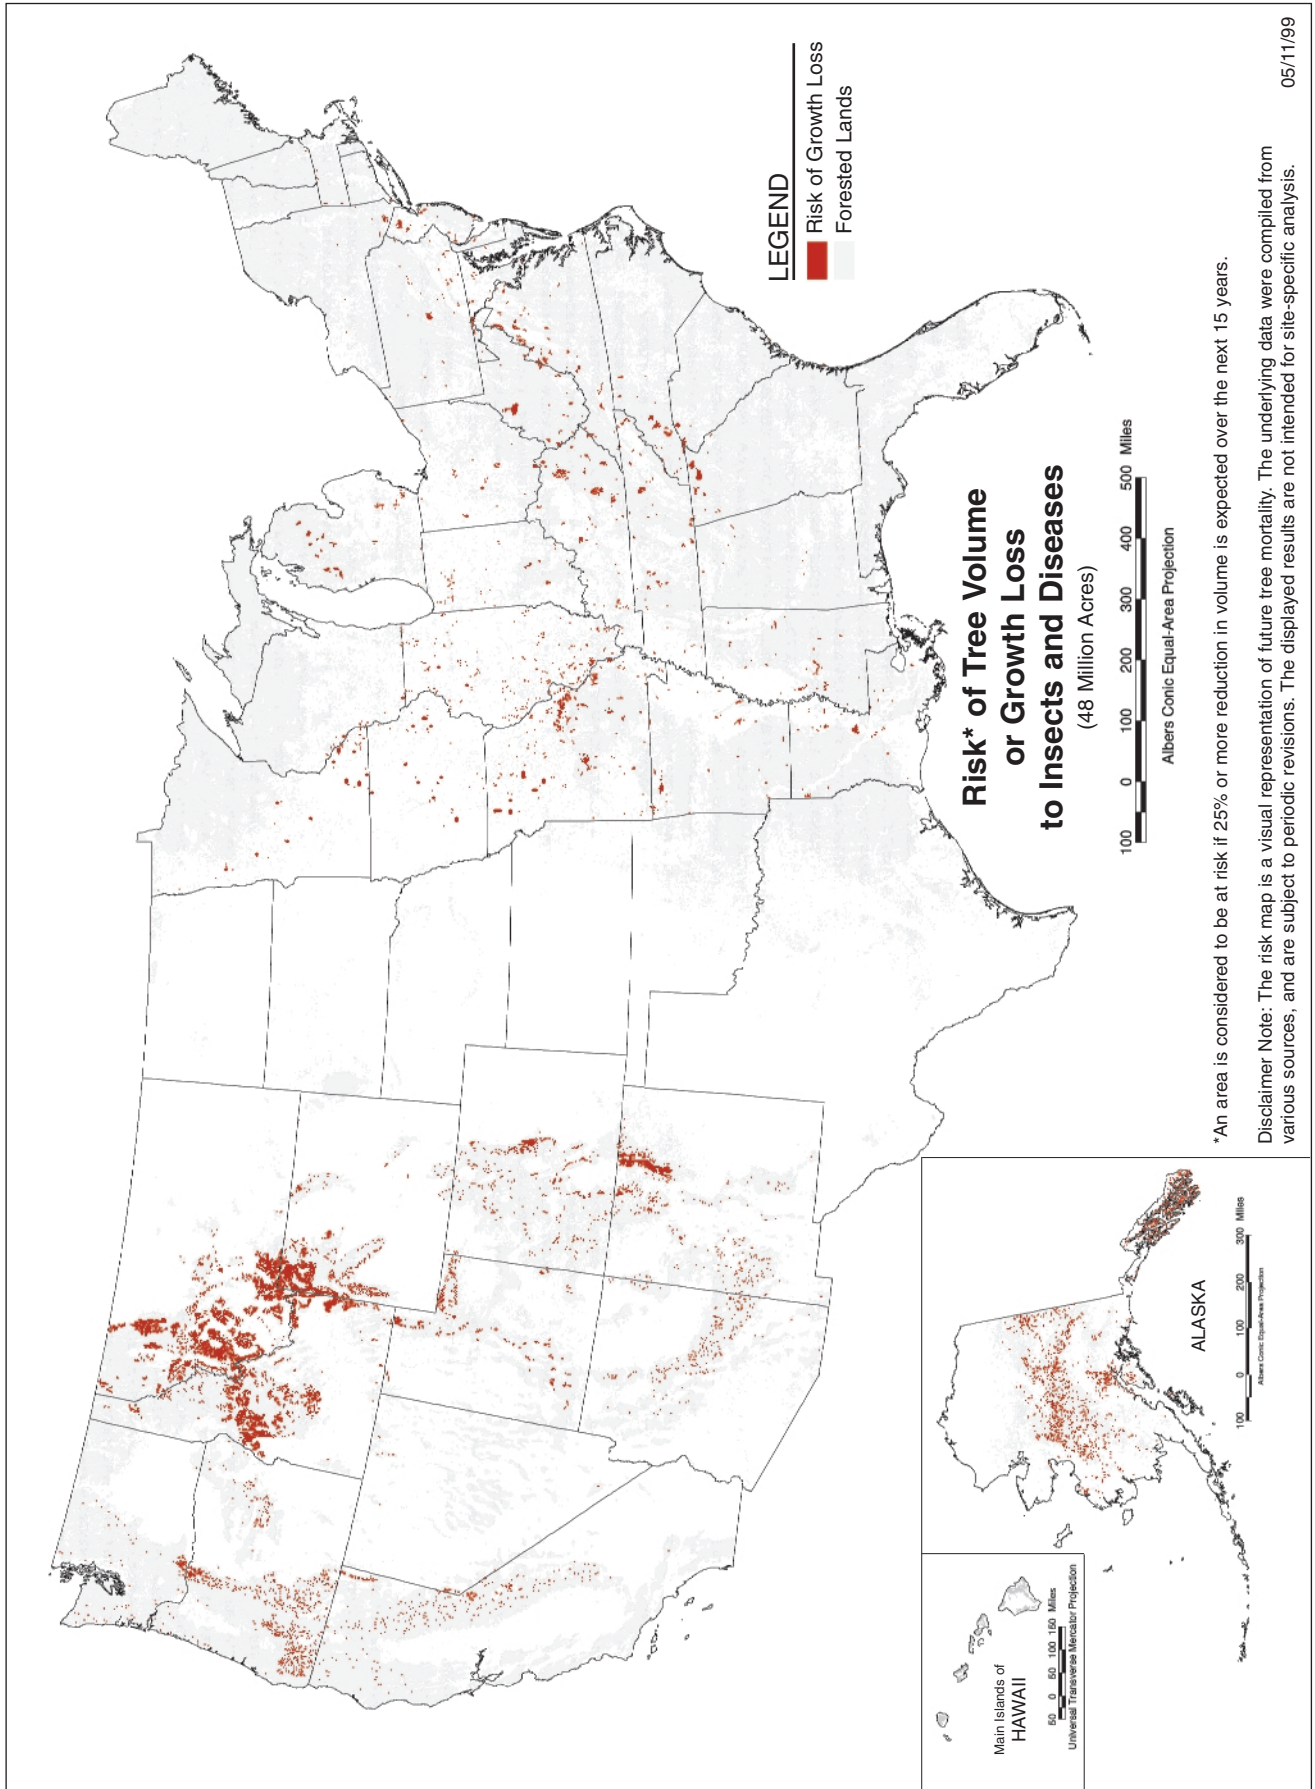 LEGEND
Risk of Growth Loss
Forested Lands
Risk* of Tree Volume
or Growth Loss
to Insects and Diseases
(48 Million Acres)
100 0 100 200 300 400 500 Miles
Albers Conic Equal-Area Projection
*An area is considered to be at risk if 25% or more reduction in volume is expected over the next 15 years.
Disclaimer Note: The risk map is a visual representation of future tree mortality. The underlying data were compiled from
various sources, and are subject to periodic revisions. The displayed results are not intended for site-specific analysis.
05/11/99
ALASKA
100 0 100 200 300 Miles
Albers Conic Equal-Area Projection
Main Islands of
HAWAII
50 0 50 100 150 Miles
Universal Transverse Mercator Projection